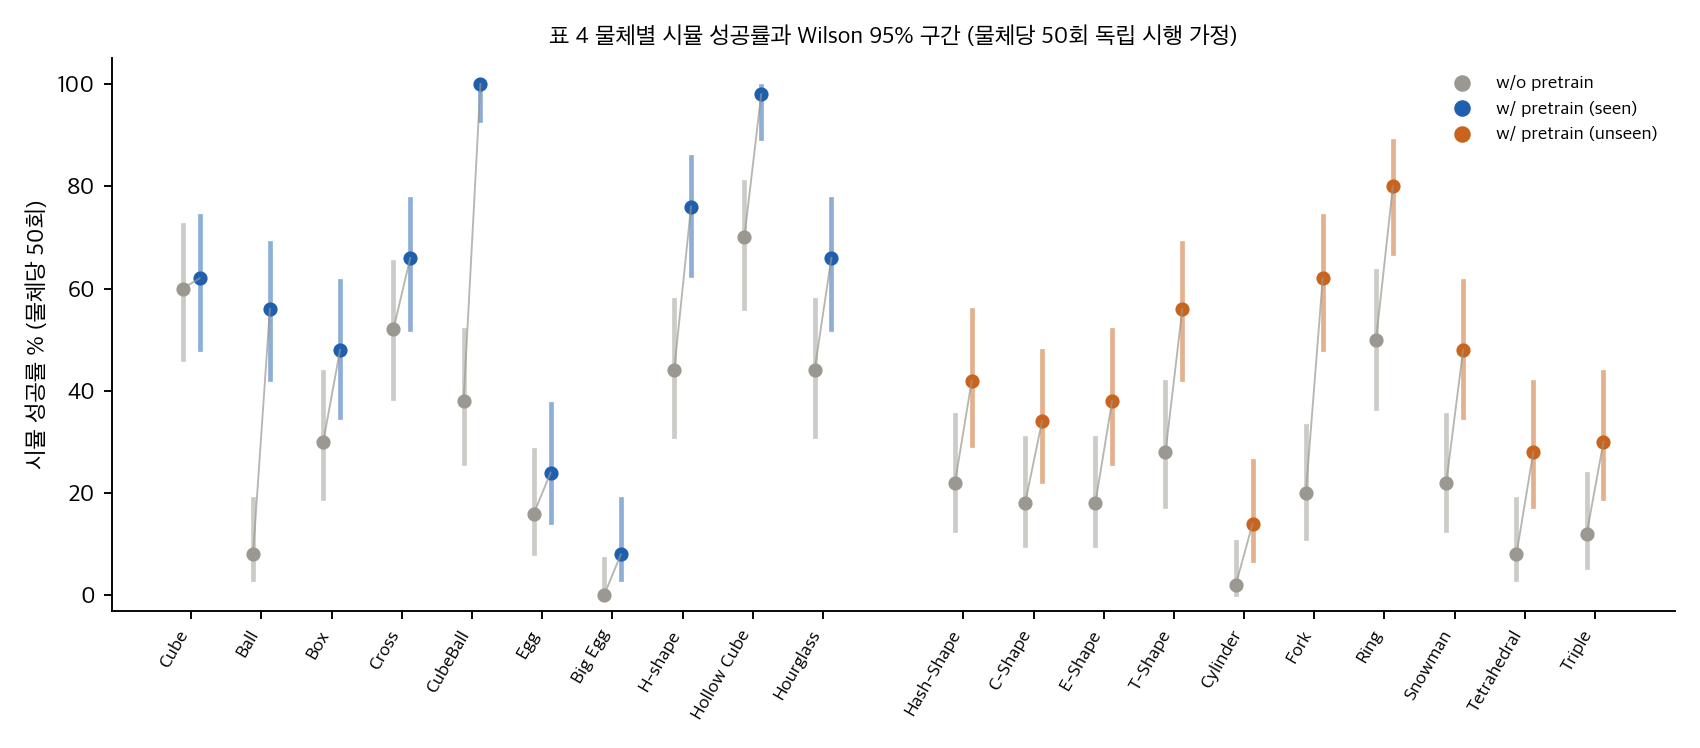 표 4 물체별 시뮬 성공률과 Wilson 95% 구간 (물체당 50회 독립 시행 가정)
w/o pretrain
w/ pretrain (seen)
w/ pretrain (unseen)
시뮬 성공률 % (물체당 50회)
100
80
60
40
20
0
Cube
Ball
Box
Cross
CubeBall
Egg
Big Egg
H-shape
Hollow Cube
Hourglass
Hash-Shape
C-Shape
E-Shape
T-Shape
Cylinder
Fork
Ring
Snowman
Tetrahedral
Triple